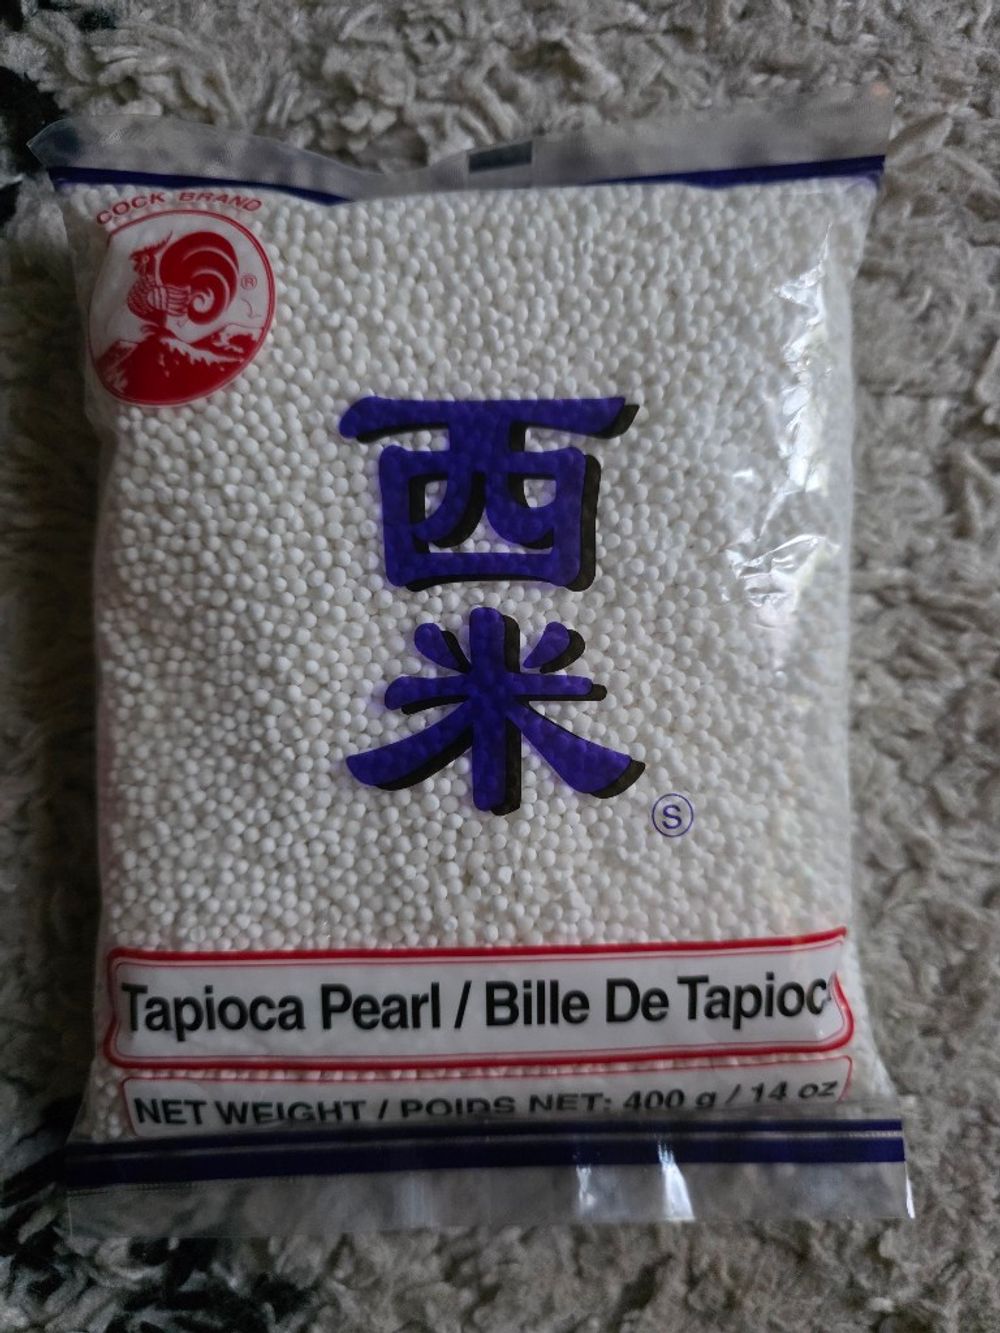 COCK BRAND
®
西
米
Ⓢ
Tapioca Pearl / Bille De Tapioc
NET WEIGHT / POIDS NET: 400 g / 14 oz